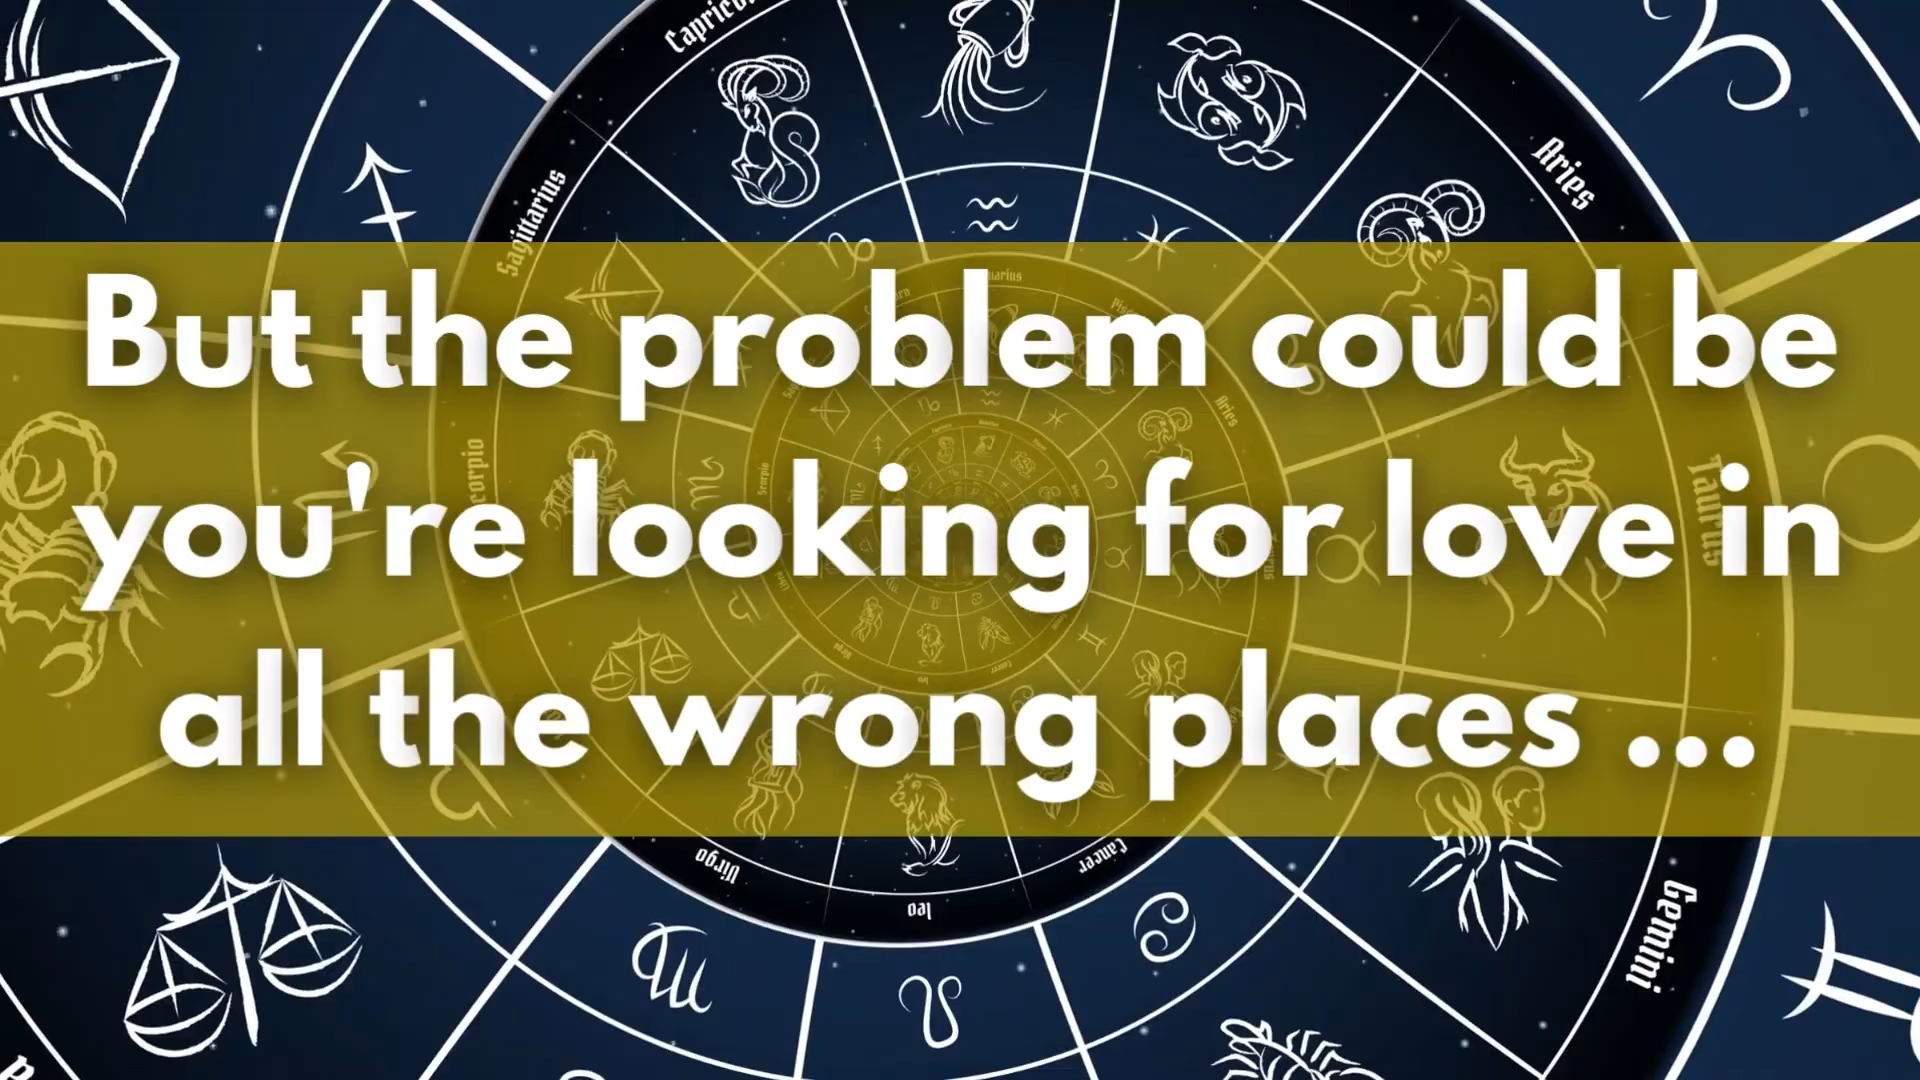 But the problem could be
you're looking for love in
all the wrong places ...
Sagittarius
Aries
Taurus
Scorpio
Virgo
Leo
Cancer
Gemini